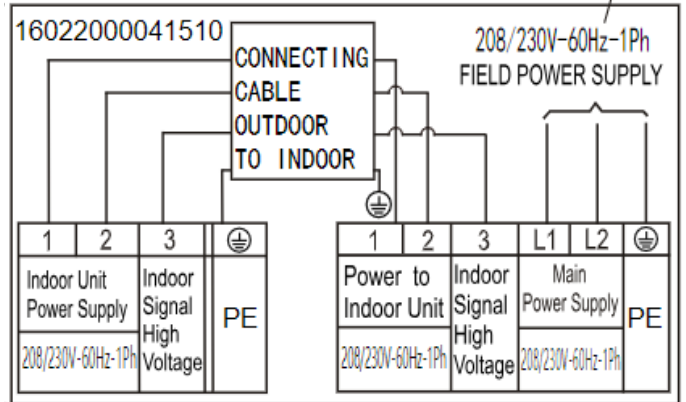 16022000041510
CONNECTING
CABLE
OUTDOOR
TO INDOOR
208/230V-60Hz-1Ph
FIELD POWER SUPPLY
1 2 3
Indoor Unit
Power Supply
208/230V-60Hz-1Ph
Indoor
Signal
High
Voltage
PE
1 2 3 L1 L2
Power to
Indoor Unit
208/230V-60Hz-1Ph
Indoor
Signal
High
Voltage
Main
Power Supply
208/230V-60Hz-1Ph
PE